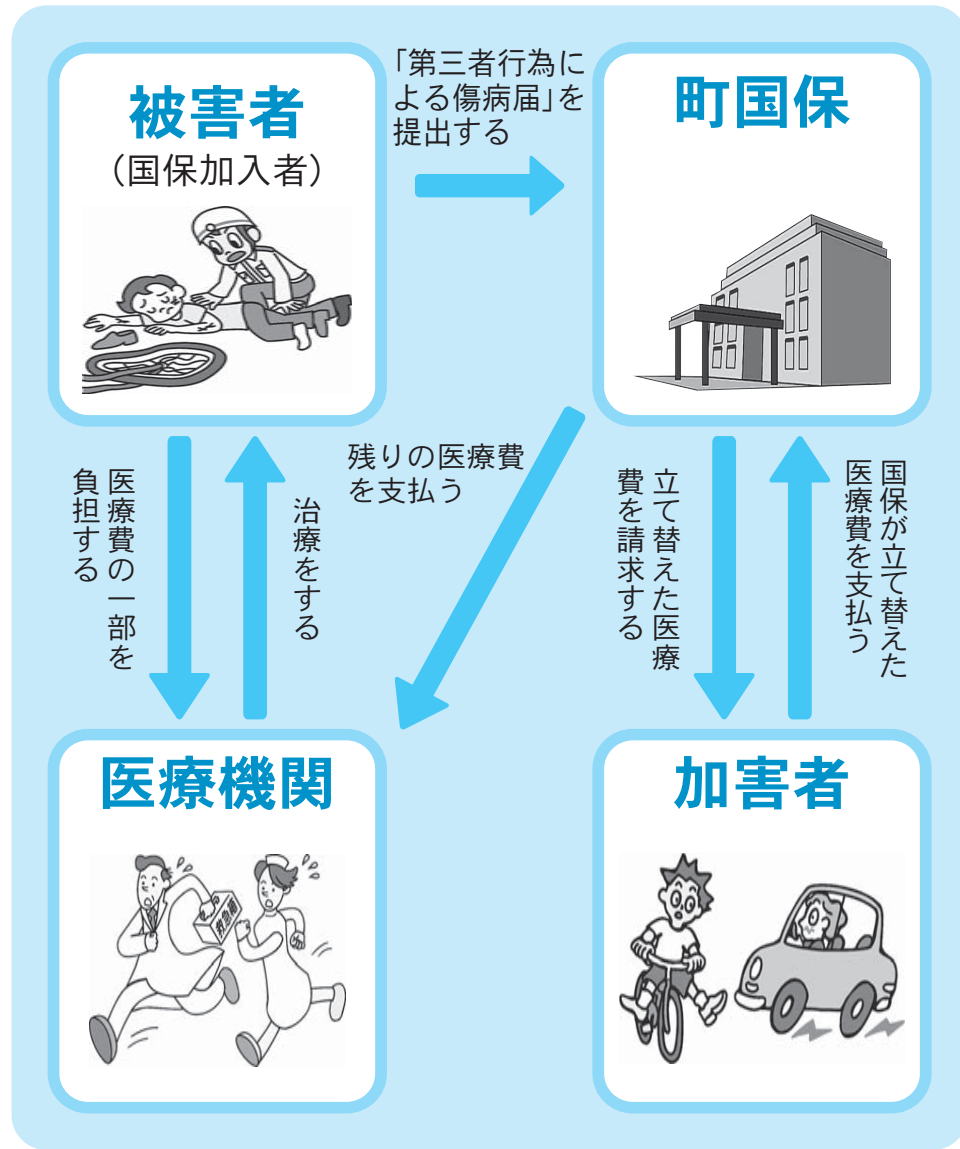 被害者
(国保加入者)
「第三者行為に
よる傷病届」を
提出する
町国保
医療費の一部を
負担する
治療をする
残りの医療費
を支払う
立て替えた医療
費を請求する
国保が立て替えた
医療費を支払う
医療機関
救急箱
加害者